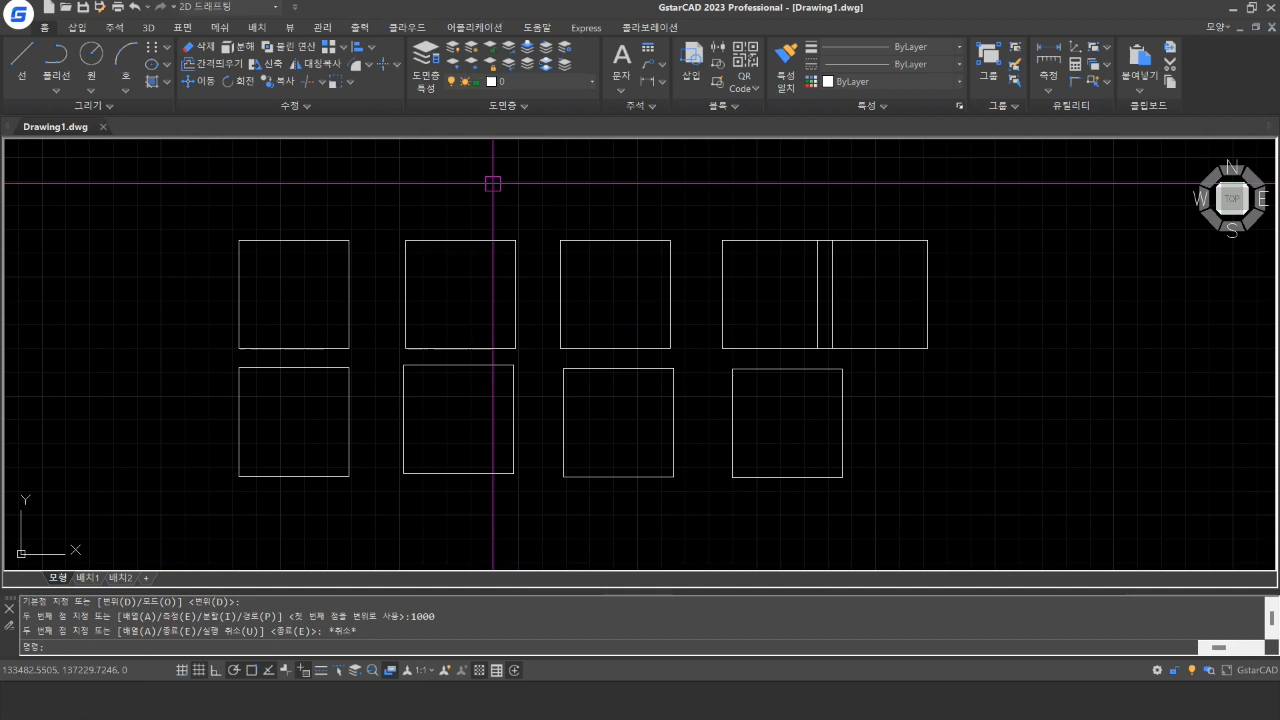 2D 드래프팅
GstarCAD 2023 Professional - [Drawing1.dwg]
홈 삽입 주석 3D 표면 메쉬 배치 뷰 관리 출력 클라우드 어플리케이션 도움말 Express 콜라보레이션
모양
삭제 분해 불린 연산
ByLayer
간격띄우기 신축 대칭복사
ByLayer
선 폴리선 원 호
이동 회전 복사
도면층
특성
0
문자
삽입
QR
Code
특성
일치
ByLayer
그룹
측정
붙여넣기
그리기 수정 도면층 주석 블록 특성 그룹 유틸리티 클립보드
Drawing1.dwg
N
W TOP E
S
Y
X
모형 배치1 배치2 +
기본점 지정 또는 [변위(D)/모드(O)] <변위(D)>:
두 번째 점 지정 또는 [배열(A)/측정(E)/분할(I)/경로(P)] <첫 번째 점을 변위로 사용>:1000
두 번째 점 지정 또는 [배열(A)/종료(E)/실행 취소(U)] <종료(E)>: *취소*
명령:
133482.5505, 137229.7246, 0
1:1
GstarCAD